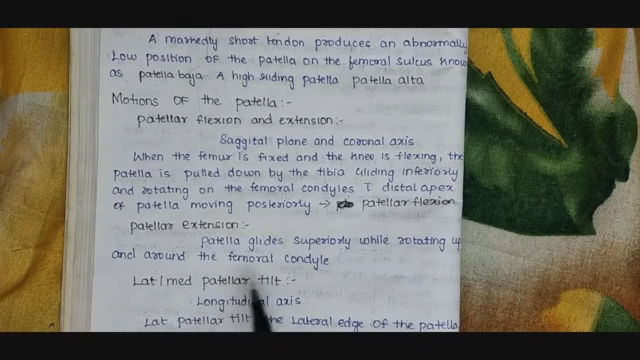 A markedly short tendon produces an abnormally
Low position of the patella on the femoral sulcus known
as patella baja A high sliding patella patella alta
Motions of the patella:-
patellar flexion and extension:-
Saggital plane and coronal axis
When the femur is fixed and the knee is flexing, the
patella is pulled down by the tibia Gliding inferiorly
and rotating on the femoral condyles T distal apex
of patella moving posteriorly → patellar flexion
patellar extension:-
Patella glides superiorly while rotating up
and around the femoral condyle
Lat/med patellar tilt:-
Longitudinal axis
Lat patellar tilt the Lateral edge of the patella